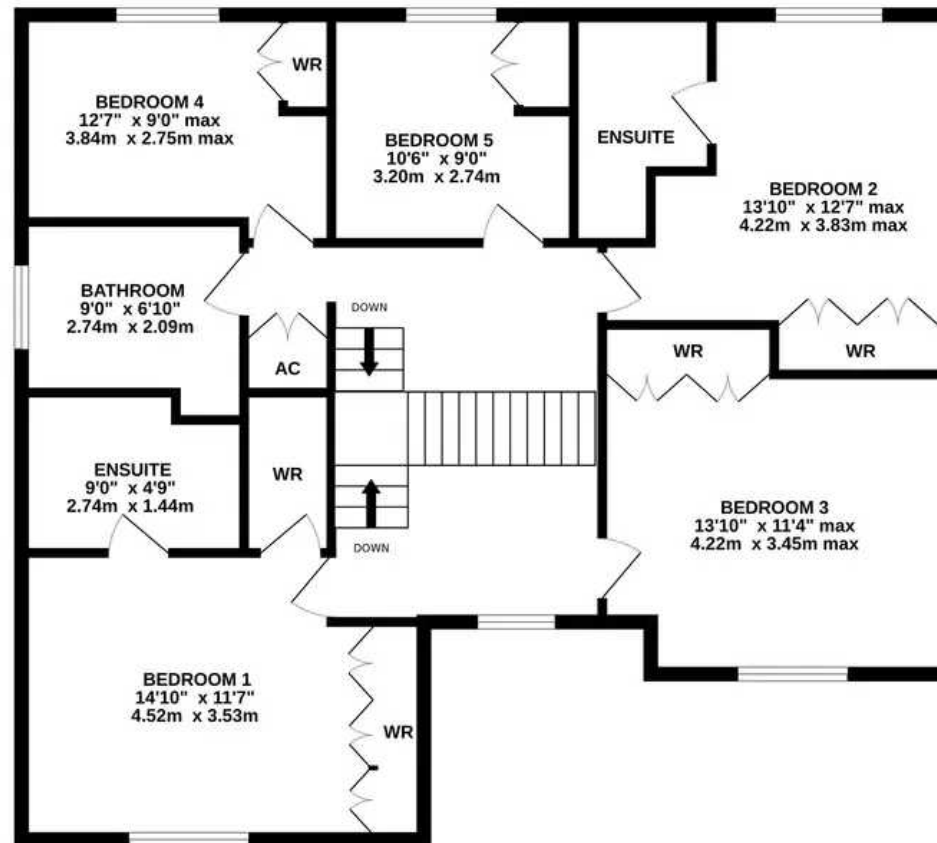 WR
BEDROOM 4
12'7" x 9'0" max
3.84m x 2.75m max
BEDROOM 5
10'6" x 9'0"
3.20m x 2.74m
ENSUITE
BEDROOM 2
13'10" x 12'7" max
4.22m x 3.83m max
BATHROOM
9'0" x 6'10"
2.74m x 2.09m
DOWN
AC
WR
WR
ENSUITE
9'0" x 4'9"
2.74m x 1.44m
WR
BEDROOM 3
13'10" x 11'4" max
4.22m x 3.45m max
DOWN
BEDROOM 1
14'10" x 11'7"
4.52m x 3.53m
WR